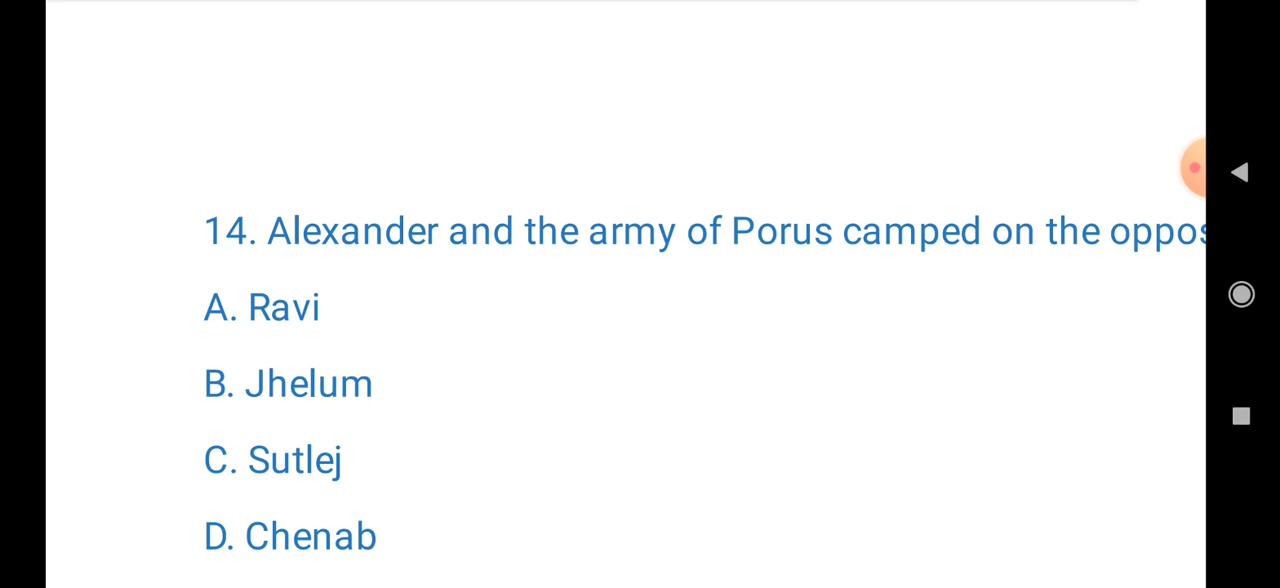 14. Alexander and the army of Porus camped on the
A. Ravi
B. Jhelum
C. Sutlej
D. Chenab